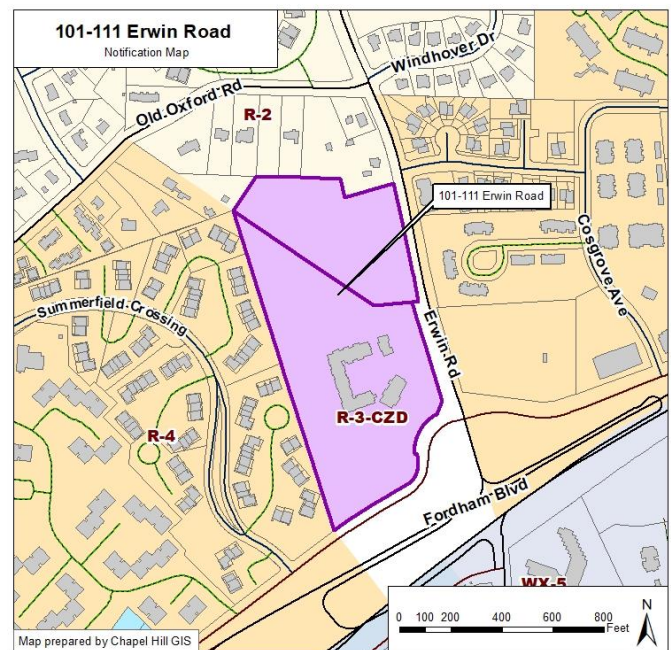 101-111 Erwin Road
Notification Map
Windhover Dr
Old Oxford Rd
R-2
101-111 Erwin Road
Cosgrove Ave
Summerfield Crossing
Erwin Rd
R-3-CZD
R-4
Fordham Blvd
WX-5
N
0 100 200 400 600 800
Feet
Map prepared by Chapel Hill GIS